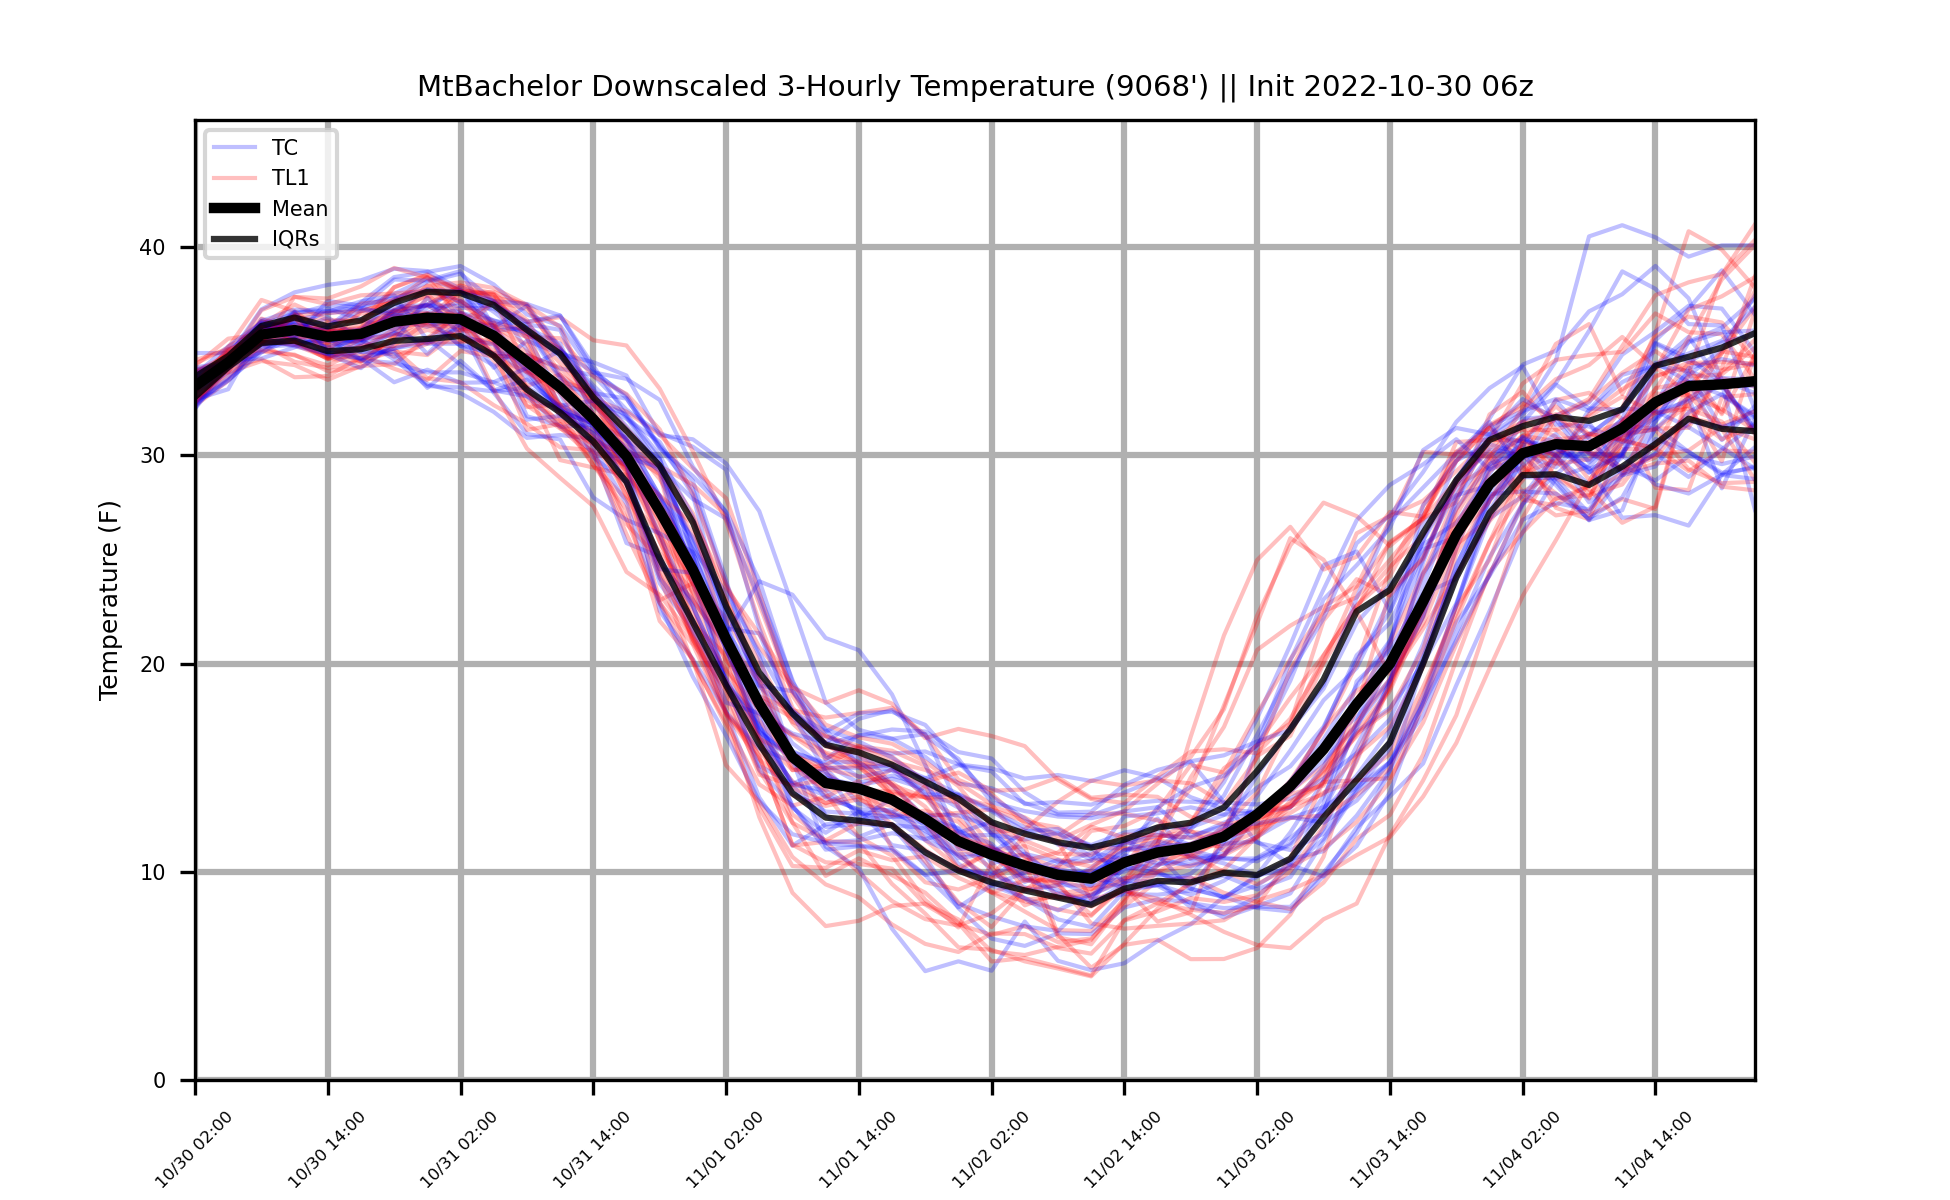 MtBachelor Downscaled 3-Hourly Temperature (9068') || Init 2022-10-30 06z
TC
TL1
Mean
IQRs
Temperature (F)
40
30
20
10
0
10/30 02:00
10/30 14:00
10/31 02:00
10/31 14:00
11/01 02:00
11/01 14:00
11/02 02:00
11/02 14:00
11/03 02:00
11/03 14:00
11/04 02:00
11/04 14:00